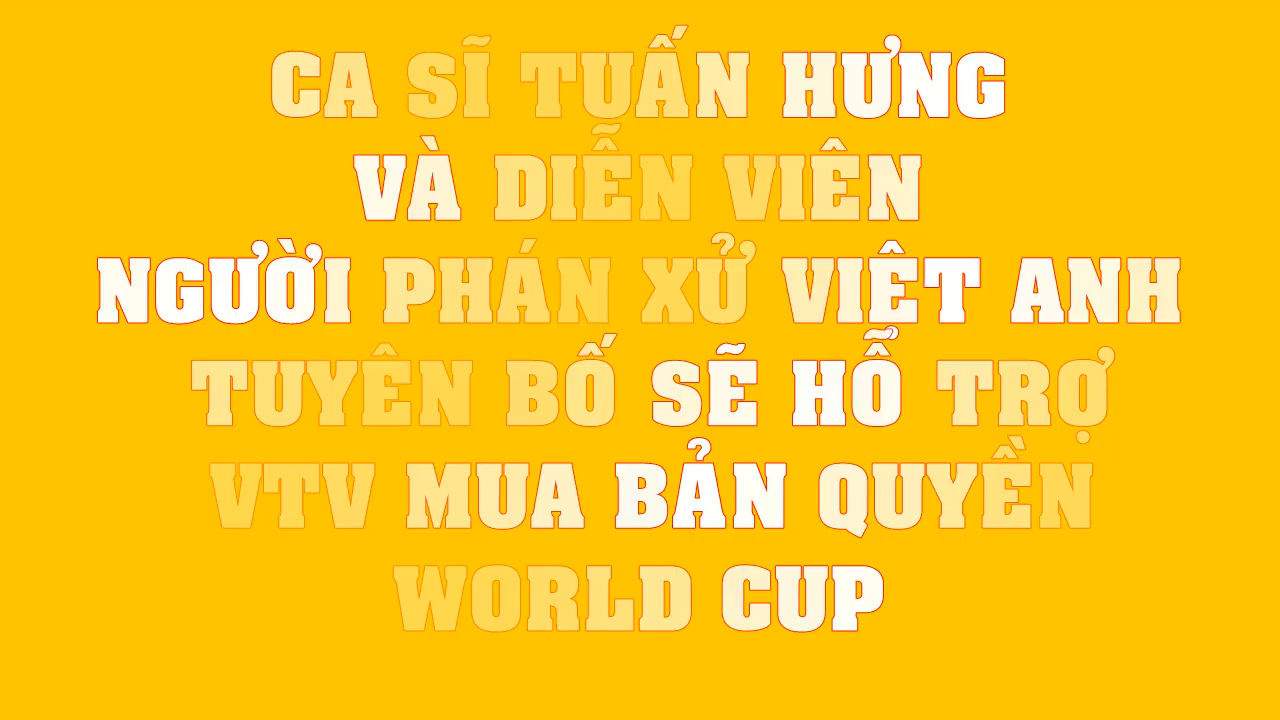 CA SĨ TUẤN HƯNG
VÀ DIỄN VIÊN
NGƯỜI PHÁN XỬ VIỆT ANH
TUYÊN BỐ SẼ HỖ TRỢ
VTV MUA BẢN QUYỀN
WORLD CUP